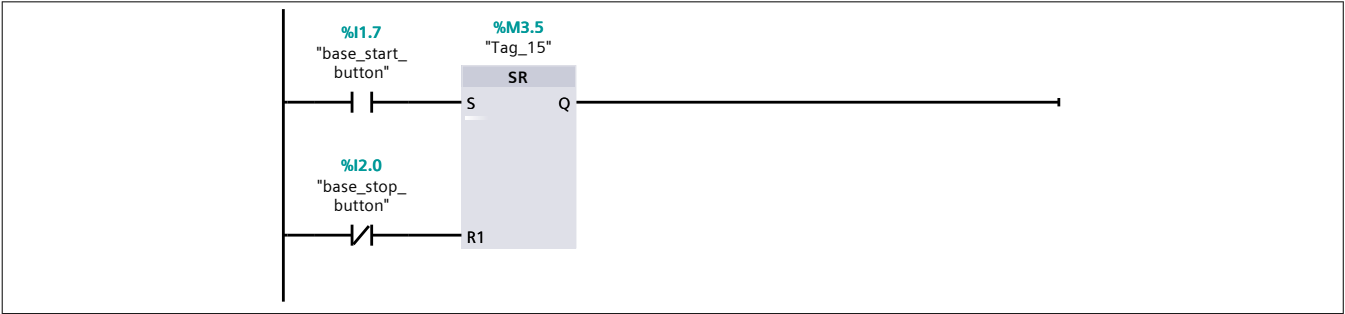 %I1.7
"base_start_
button"
%M3.5
"Tag_15"
SR
S
Q
%I2.0
"base_stop_
button"
R1